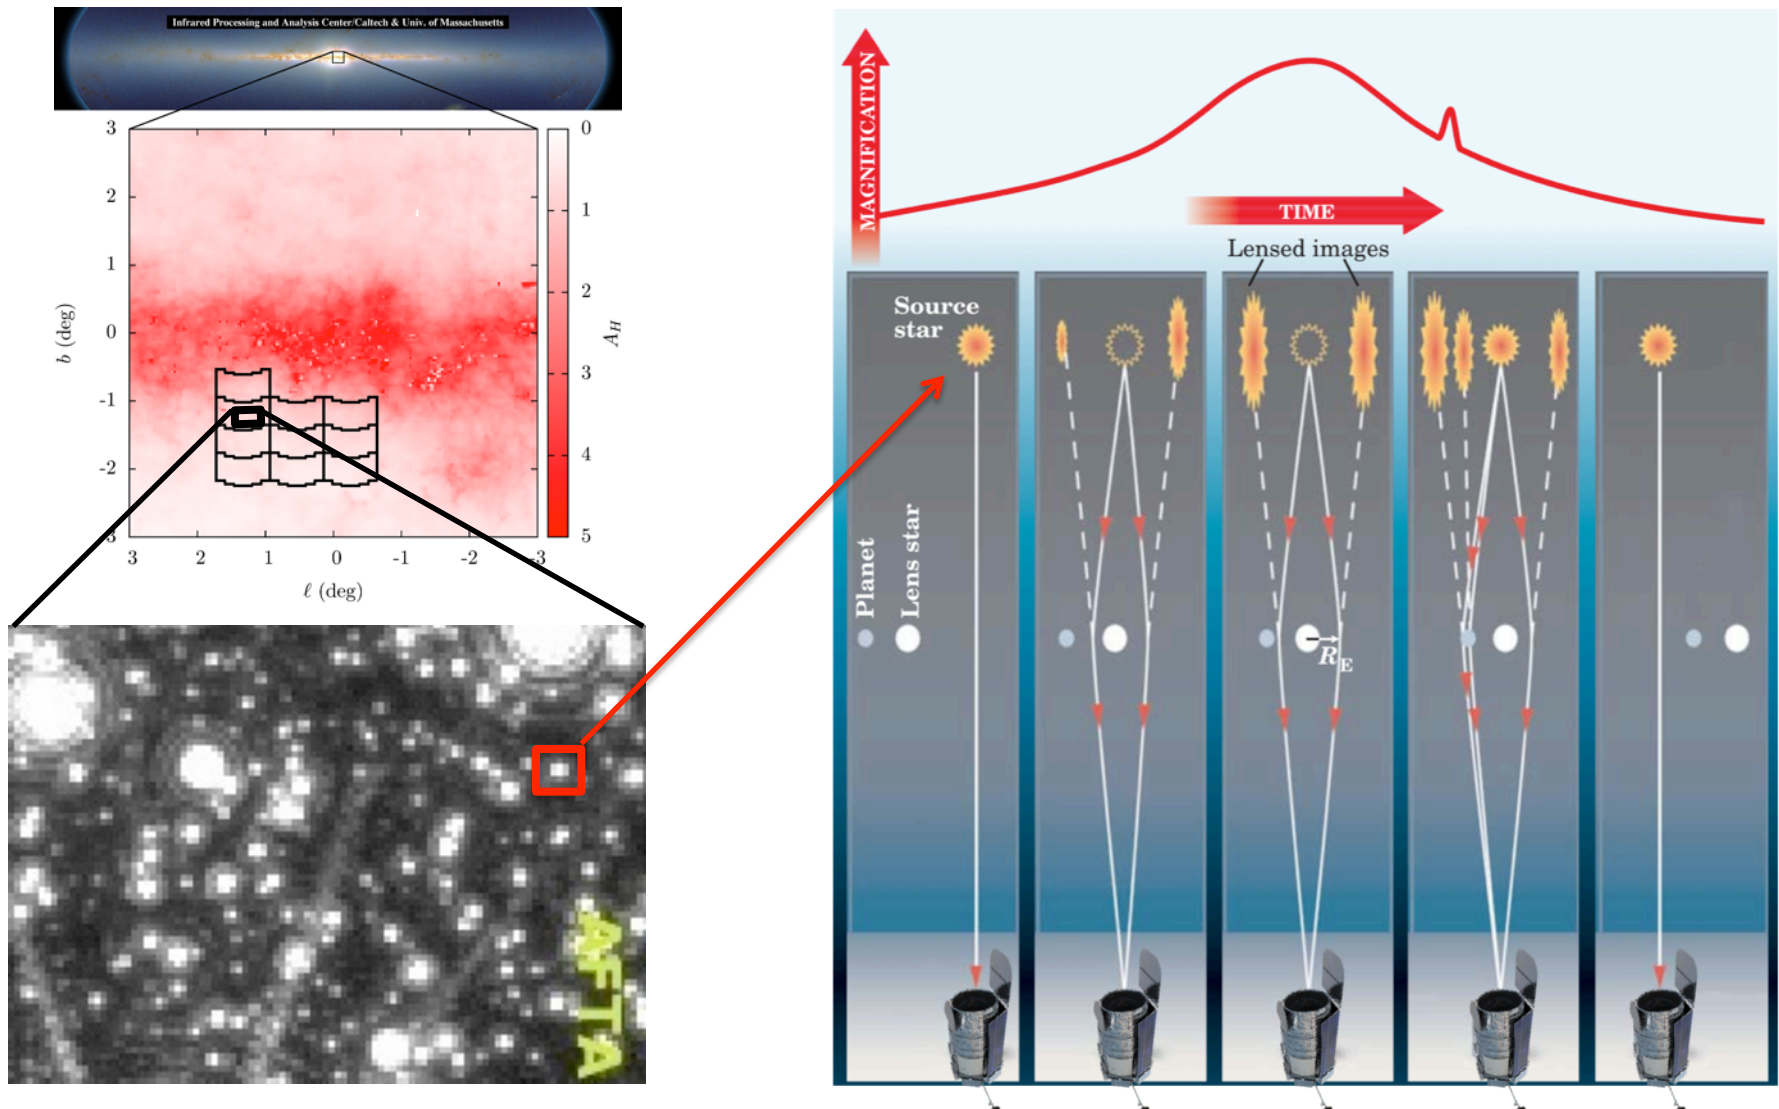 Infrared Processing and Analysis Center/Caltech & Univ. of Massachusetts
3
2
1
0
-1
-2
-3
b (deg)
3
2
1
0
-1
-2
-3
ℓ (deg)
0
1
2
3
4
5
A_H
AFTA
MAGNIFICATION
TIME
Lensed images
Source
star
Planet
Lens star
R_E